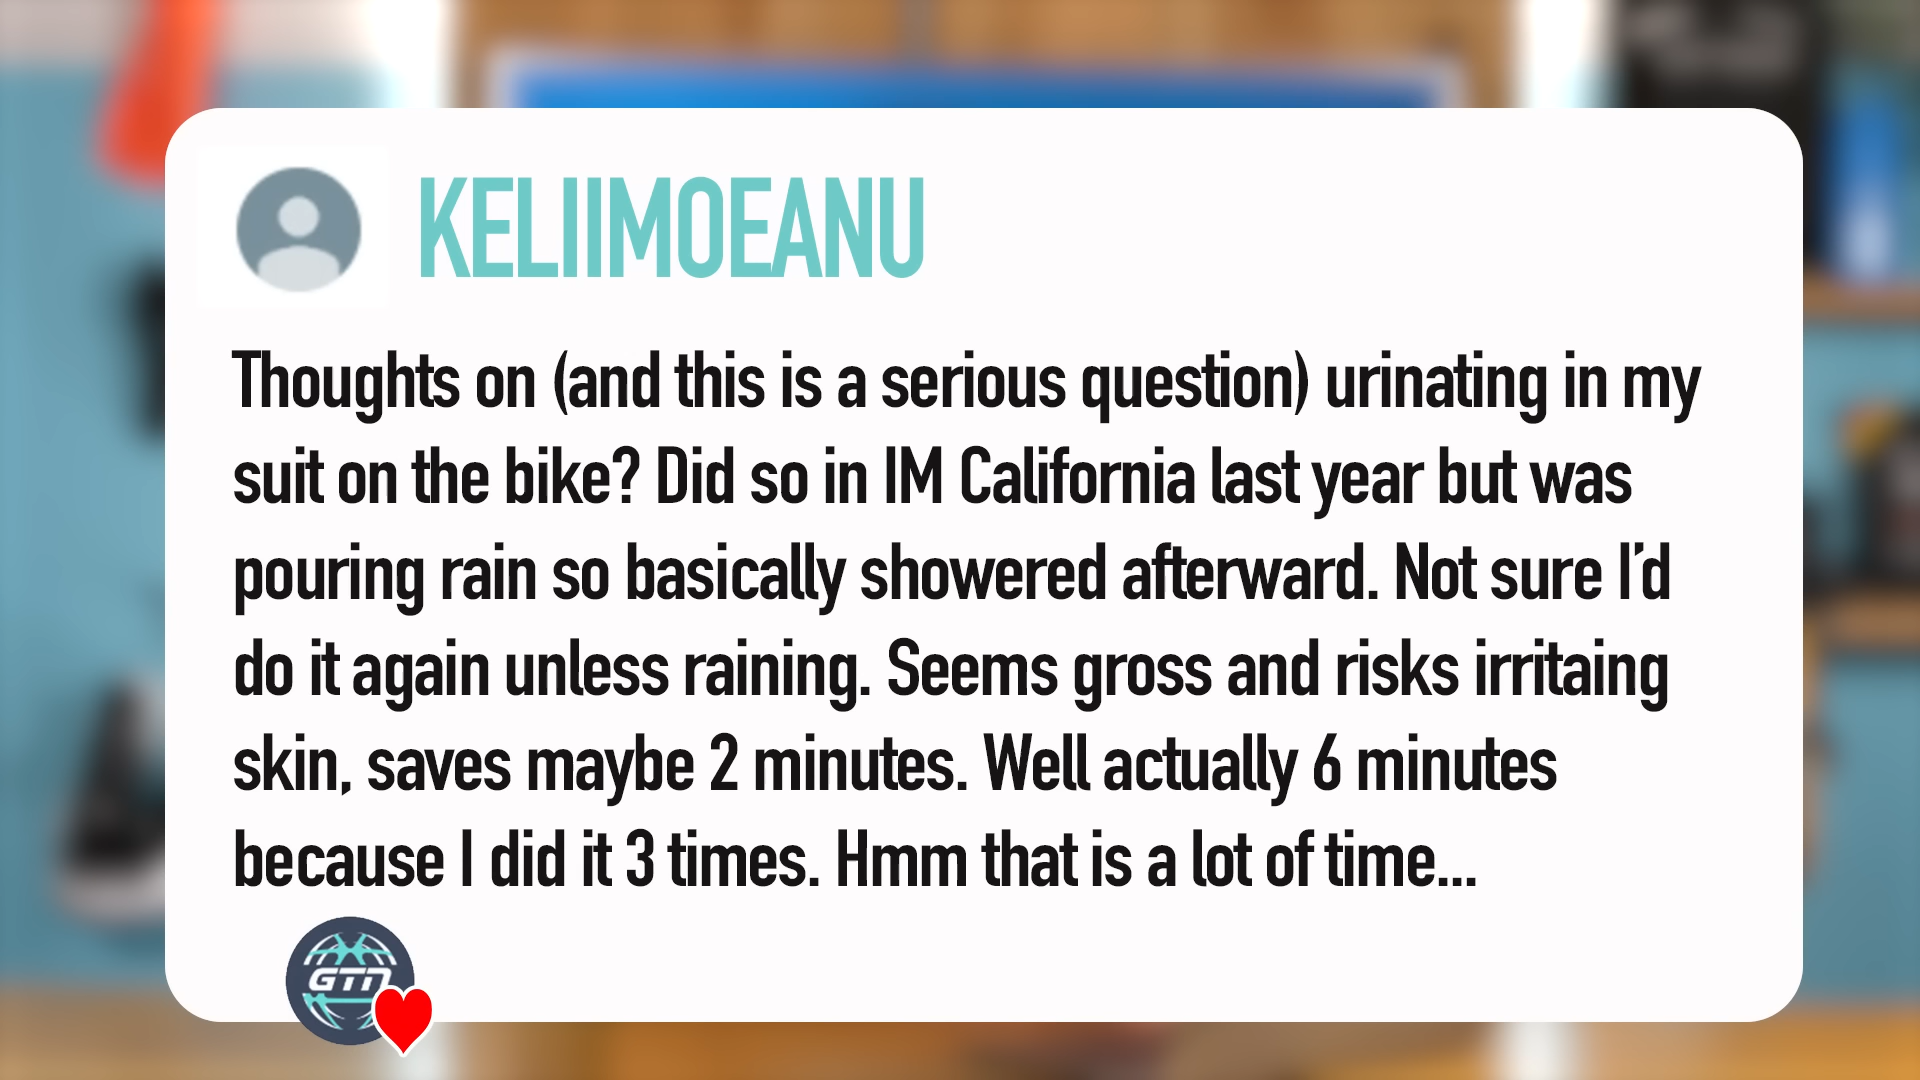 KELIIMOEANU
Thoughts on (and this is a serious question) urinating in my
suit on the bike? Did so in IM California last year but was
pouring rain so basically showered afterward. Not sure I'd
do it again unless raining. Seems gross and risks irritaing
skin, saves maybe 2 minutes. Well actually 6 minutes
because I did it 3 times. Hmm that is a lot of time...
GTN